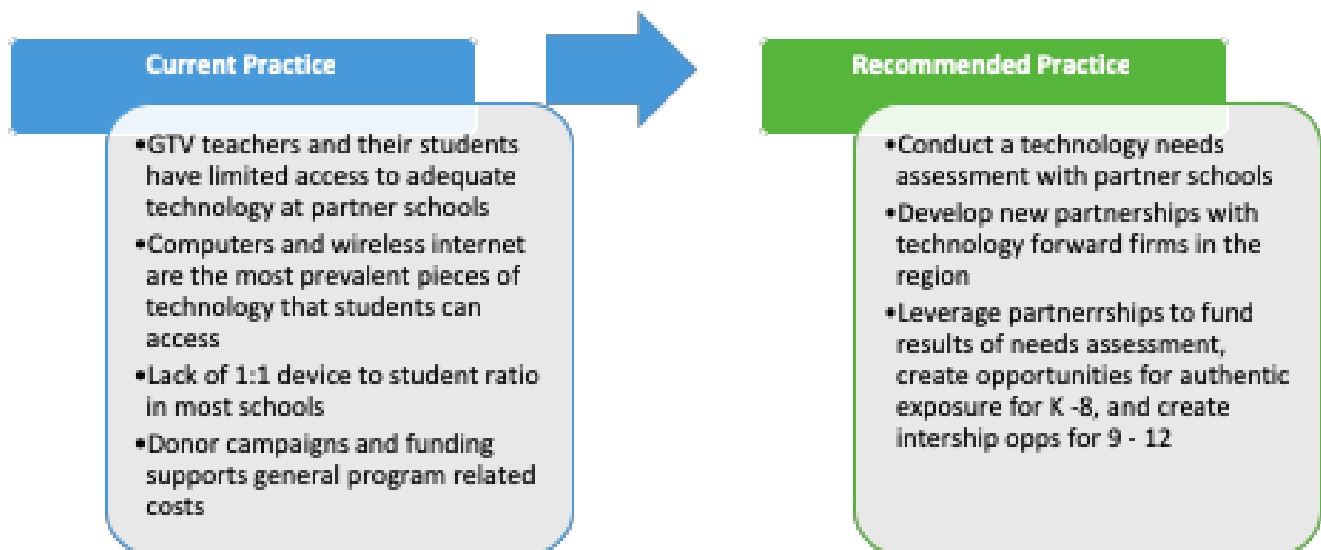 Current Practice
•GTV teachers and their students
have limited access to adequate
technology at partner schools
•Computers and wireless internet
are the most prevalent pieces of
technology that students can
access
•Lack of 1:1 device to student ratio
in most schools
•Donor campaigns and funding
supports general program related
costs
Recommended Practice
•Conduct a technology needs
assessment with partner schools
•Develop new partnerships with
technology forward firms in the
region
•Leverage partnerrships to fund
results of needs assessment,
create opportunities for authentic
exposure for K -8, and create
intership opps for 9 - 12